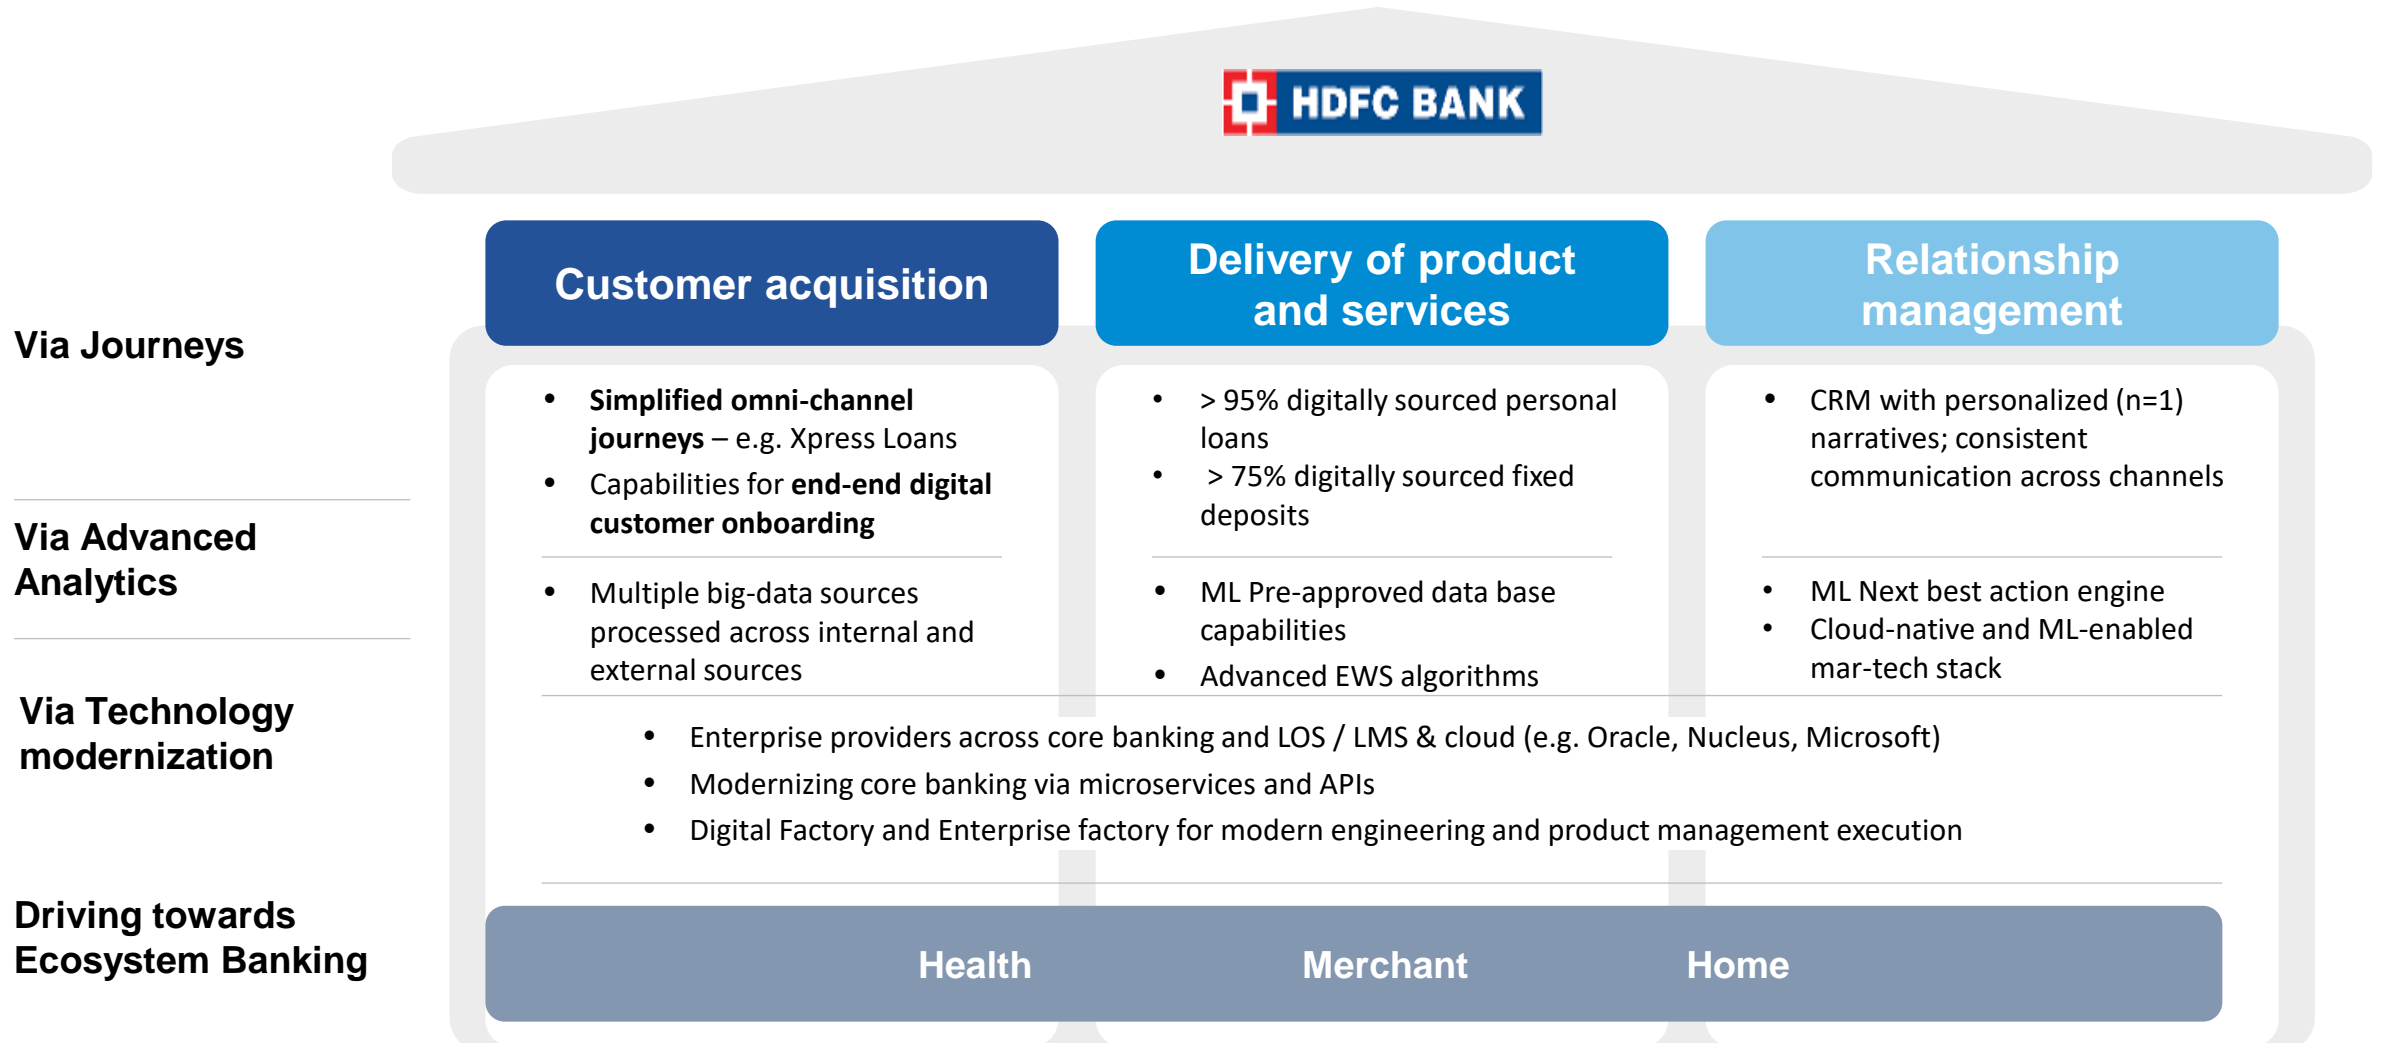 HDFC BANK
Customer acquisition
Delivery of product
and services
Relationship
management
Via Journeys
• Simplified omni-channel
journeys – e.g. Xpress Loans
• Capabilities for end-end digital
customer onboarding
• > 95% digitally sourced personal
loans
• > 75% digitally sourced fixed
deposits
• CRM with personalized (n=1)
narratives; consistent
communication across channels
Via Advanced
Analytics
• Multiple big-data sources
processed across internal and
external sources
• ML Pre-approved data base
capabilities
• Advanced EWS algorithms
• ML Next best action engine
• Cloud-native and ML-enabled
mar-tech stack
Via Technology
modernization
• Enterprise providers across core banking and LOS / LMS & cloud (e.g. Oracle, Nucleus, Microsoft)
• Modernizing core banking via microservices and APIs
• Digital Factory and Enterprise factory for modern engineering and product management execution
Driving towards
Ecosystem Banking
Health
Merchant
Home